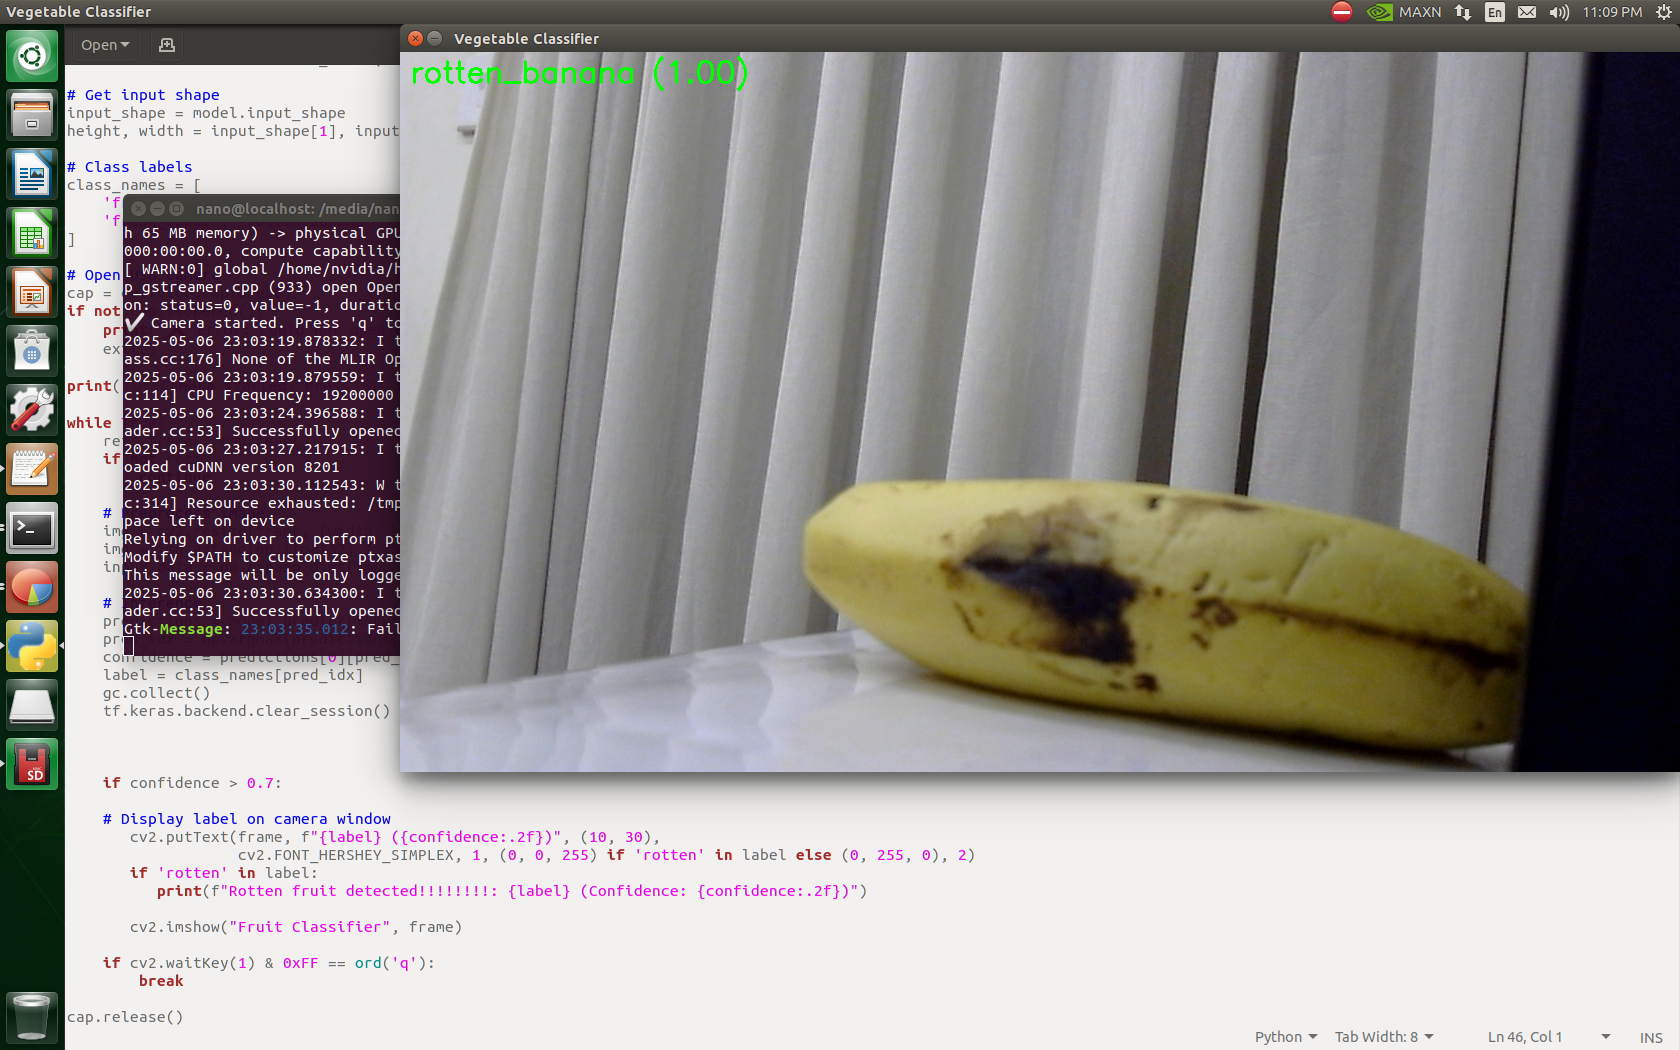 Vegetable Classifier
MAXN
En
11:09 PM
Open
Vegetable Classifier
rotten_banana (1.00)
# Get input shape
input_shape = model.input_shape
height, width = input_shape[1], input
# Class labels
class_names = [
'f
'f
]
# Open
cap =
if not
pr
ex
print(
while
re
if
#
im
im
in
#
pr
pr
confidence = predictions[0][pred_
label = class_names[pred_idx]
gc.collect()
tf.keras.backend.clear_session()
if confidence > 0.7:
# Display label on camera window
cv2.putText(frame, f"{label} ({confidence:.2f})", (10, 30),
cv2.FONT_HERSHEY_SIMPLEX, 1, (0, 0, 255) if 'rotten' in label else (0, 255, 0), 2)
if 'rotten' in label:
print(f"Rotten fruit detected!!!!!!!!: {label} (Confidence: {confidence:.2f})")
cv2.imshow("Fruit Classifier", frame)
if cv2.waitKey(1) & 0xFF == ord('q'):
break
cap.release()
nano@localhost: /media/nan
h 65 MB memory) -> physical GPU
000:00:00.0, compute capability
[ WARN:0] global /home/nvidia/h
p_gstreamer.cpp (933) open Open
on: status=0, value=-1, duratio
✔ Camera started. Press 'q' to
2025-05-06 23:03:19.878332: I t
ass.cc:176] None of the MLIR Op
2025-05-06 23:03:19.879559: I t
c:114] CPU Frequency: 19200000
2025-05-06 23:03:24.396588: I t
ader.cc:53] Successfully opened
2025-05-06 23:03:27.217915: I t
oaded cuDNN version 8201
2025-05-06 23:03:30.112543: W t
c:314] Resource exhausted: /tmp
pace left on device
Relying on driver to perform pt
Modify $PATH to customize ptxas
This message will be only logge
2025-05-06 23:03:30.634300: I t
ader.cc:53] Successfully opened
Gtk-Message: 23:03:35.012: Fail
SD
Python
Tab Width: 8
Ln 46, Col 1
INS